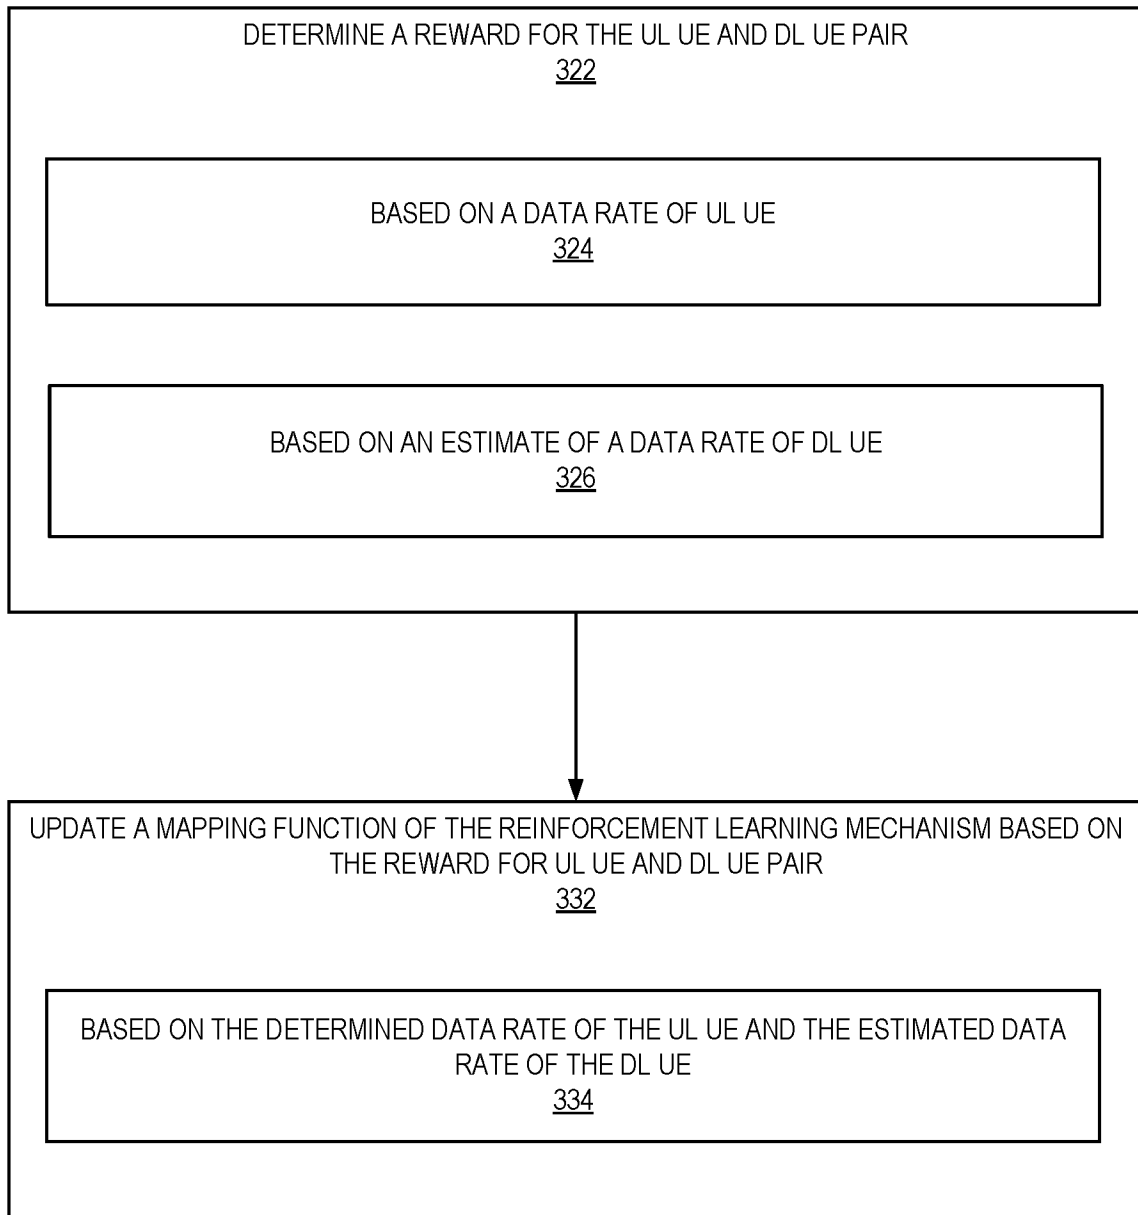 DETERMINE A REWARD FOR THE UL UE AND DL UE PAIR
322
BASED ON A DATA RATE OF UL UE
324
BASED ON AN ESTIMATE OF A DATA RATE OF DL UE
326
UPDATE A MAPPING FUNCTION OF THE REINFORCEMENT LEARNING MECHANISM BASED ON
THE REWARD FOR UL UE AND DL UE PAIR
332
BASED ON THE DETERMINED DATA RATE OF THE UL UE AND THE ESTIMATED DATA
RATE OF THE DL UE
334